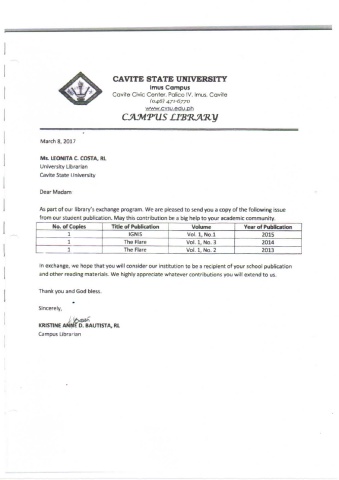 CAVITE STATE UNIVERSITY
Imus Campus
Cavite Civic Center, Palico IV, Imus, Cavite
(046) 471-6770
www.cvsu.edu.ph
CAMPUS LIBRARY
March 8, 2017
Ms. LEONITA C. COSTA, RL
University Librarian
Cavite State University
Dear Madam:
As part of our library's exchange program. We are pleased to send you a copy of the following issue
from our student publication. May this contribution be a big help to your academic community.
No. of Copies Title of Publication Volume Year of Publication
1 IGNIS Vol. 1, No.1 2015
1 The Flare Vol. 1, No. 3 2014
1 The Flare Vol. 1, No. 2 2013
In exchange, we hope that you will consider our institution to be a recipient of your school publication
and other reading materials. We highly appreciate whatever contributions you will extend to us.
Thank you and God bless.
Sincerely,
KRISTINE ANNE D. BAUTISTA, RL
Campus Librarian